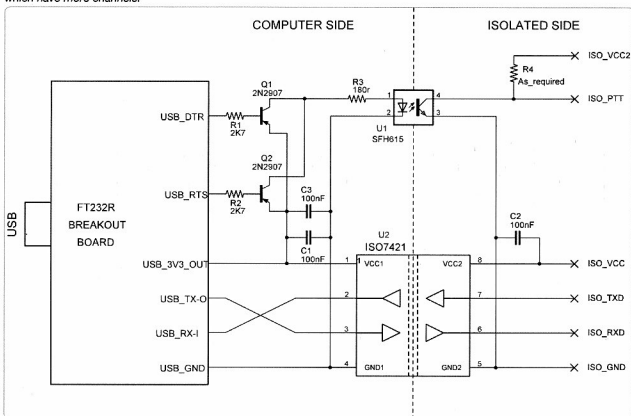 which have more channels.
COMPUTER SIDE
ISOLATED SIDE
ISO_VCC2
R4
As_required
Q1
2N2907
R3
180r
1
4
ISO_PTT
USB_DTR
R1
2K7
2
3
U1
SFH615
Q2
2N2907
USB_RTS
R2
2K7
C3
100nF
C2
100nF
USB
FT232R
BREAKOUT
BOARD
C1
100nF
U2
ISO7421
USB_3V3_OUT
1
1
VCC1
VCC2
8
ISO_VCC
USB_TX-O
2
7
ISO_TXD
USB_RX-I
3
6
ISO_RXD
USB_GND
4
GND1
GND2
5
ISO_GND